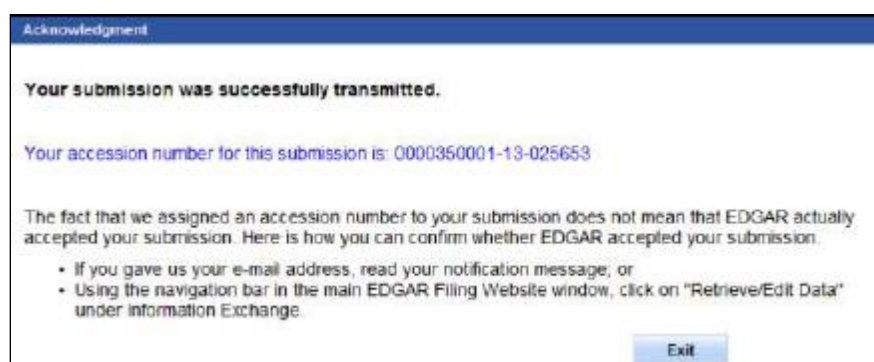 Acknowledgment
Your submission was successfully transmitted.
Your accession number for this submission is: 0000350001-13-025653
The fact that we assigned an accession number to your submission does not mean that EDGAR actually
accepted your submission. Here is how you can confirm whether EDGAR accepted your submission.
• If you gave us your e-mail address, read your notification message; or
• Using the navigation bar in the main EDGAR Filing Website window, click on "Retrieve/Edit Data"
under Information Exchange.
Exit